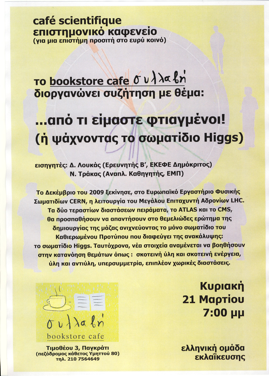 café scientifique
επιστημονικό καφενείο
(για μια επιστήμη προσιτή στο ευρύ κοινό)
το bookstore cafe συλλαβή
διοργανώνει συζήτηση με θέμα:
...από τι είμαστε φτιαγμένοι!
(ή ψάχνοντας το σωματίδιο Higgs)
εισηγητές: Δ. Λουκάς (Ερευνητής Β', ΕΚΕΦΕ Δημόκριτος)
Ν. Τράκας (Αναπλ. Καθηγητής, ΕΜΠ)
Το Δεκέμβριο του 2009 ξεκίνησε, στο Ευρωπαϊκό Εργαστήριο Φυσικής
Σωματιδίων CERN, η λειτουργία του Μεγάλου Επιταχυντή Αδρονίων LHC.
Τα δύο τεραστίων διαστάσεων πειράματα, το ATLAS και το CMS,
θα προσπαθήσουν να απαντήσουν στο θεμελιώδες ερώτημα της
δημιουργίας της μάζας ανιχνεύοντας το μόνο σωματίδιο του
Καθιερωμένου Προτύπου που διαφεύγει της ανακάλυψης:
το σωματίδιο Higgs. Ταυτόχρονα, νέα στοιχεία αναμένεται να βοηθήσουν
στην κατανόηση θεμάτων όπως : σκοτεινή ύλη και σκοτεινή ενέργεια,
ύλη και αντιύλη, υπερσυμμετρία, επιπλέον χωρικές διαστάσεις.
Κυριακή
21 Μαρτίου
7:00 μμ
συλλαβή
bookstore cafe
Τιμοθέου 3, Παγκράτι
(πεζόδρομος κάθετος Υμηττού 80)
τηλ. 210 7564649
ελληνική ομάδα
εκλαΐκευσης